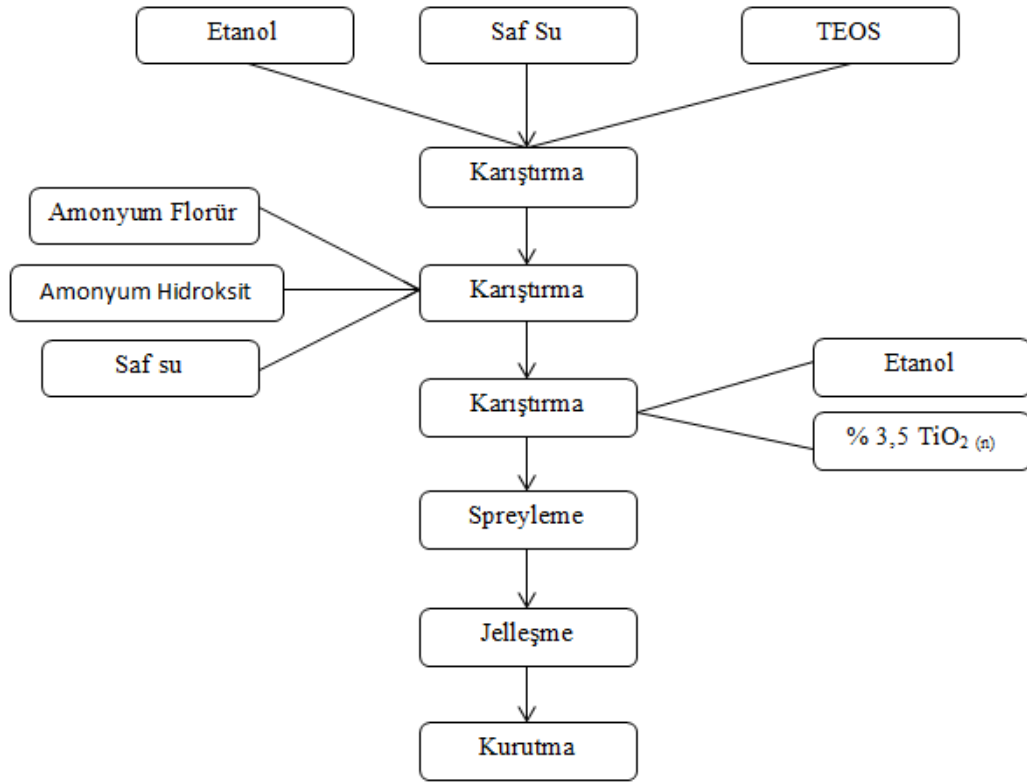 Etanol
Saf Su
TEOS
Karıştırma
Amonyum Florür
Amonyum Hidroksit
Saf su
Karıştırma
Karıştırma
Etanol
% 3,5 TiO₂ (n)
Spreyleme
Jelleşme
Kurutma